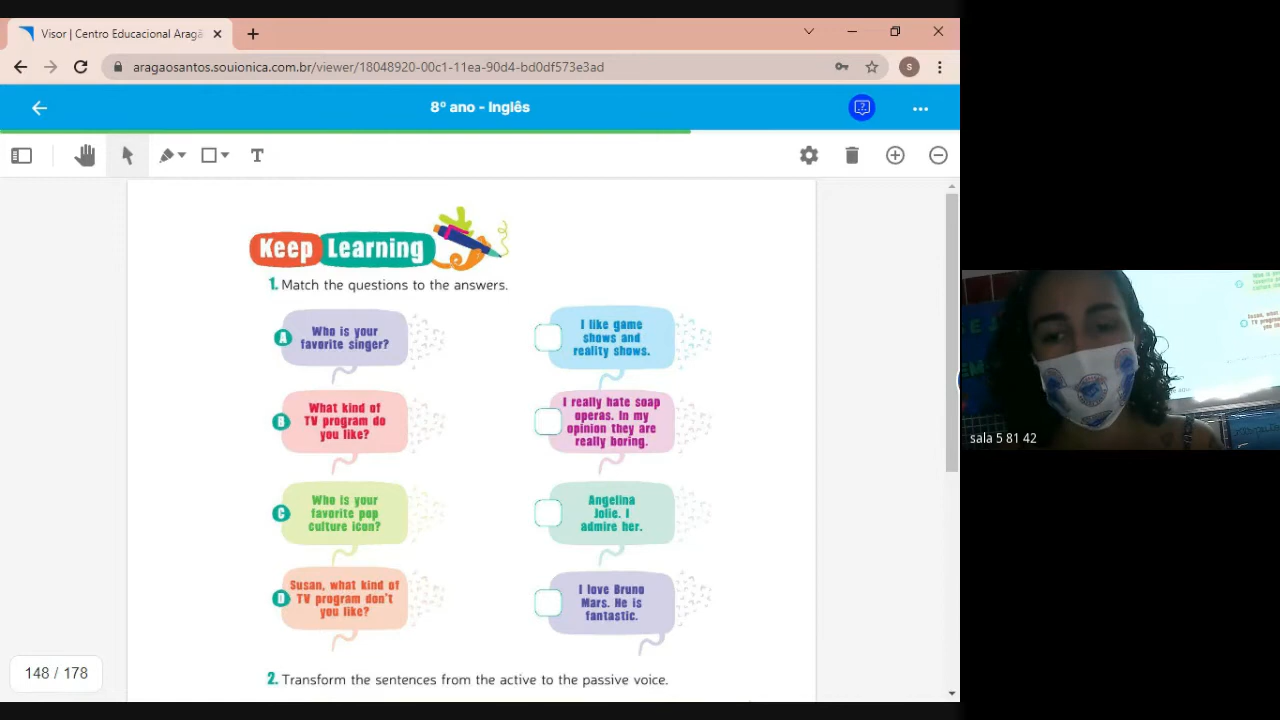 Visor | Centro Educacional Aragã
aragaosantos.souionica.com.br/viewer/18048920-00c1-11ea-90d4-bd0df573e3ad
S
8º ano - Inglês
T
Keep Learning
1. Match the questions to the answers.
A
Who is your
favorite singer?
I like game
shows and
reality shows.
B
What kind of
TV program do
you like?
I really hate soap
operas. In my
opinion they are
really boring.
C
Who is your
favorite pop
culture icon?
Angelina
Jolie. I
admire her.
D
Susan, what kind of
TV program don't
you like?
I love Bruno
Mars. He is
fantastic.
2. Transform the sentences from the active to the passive voice.
148 / 178
sala 5 81 42